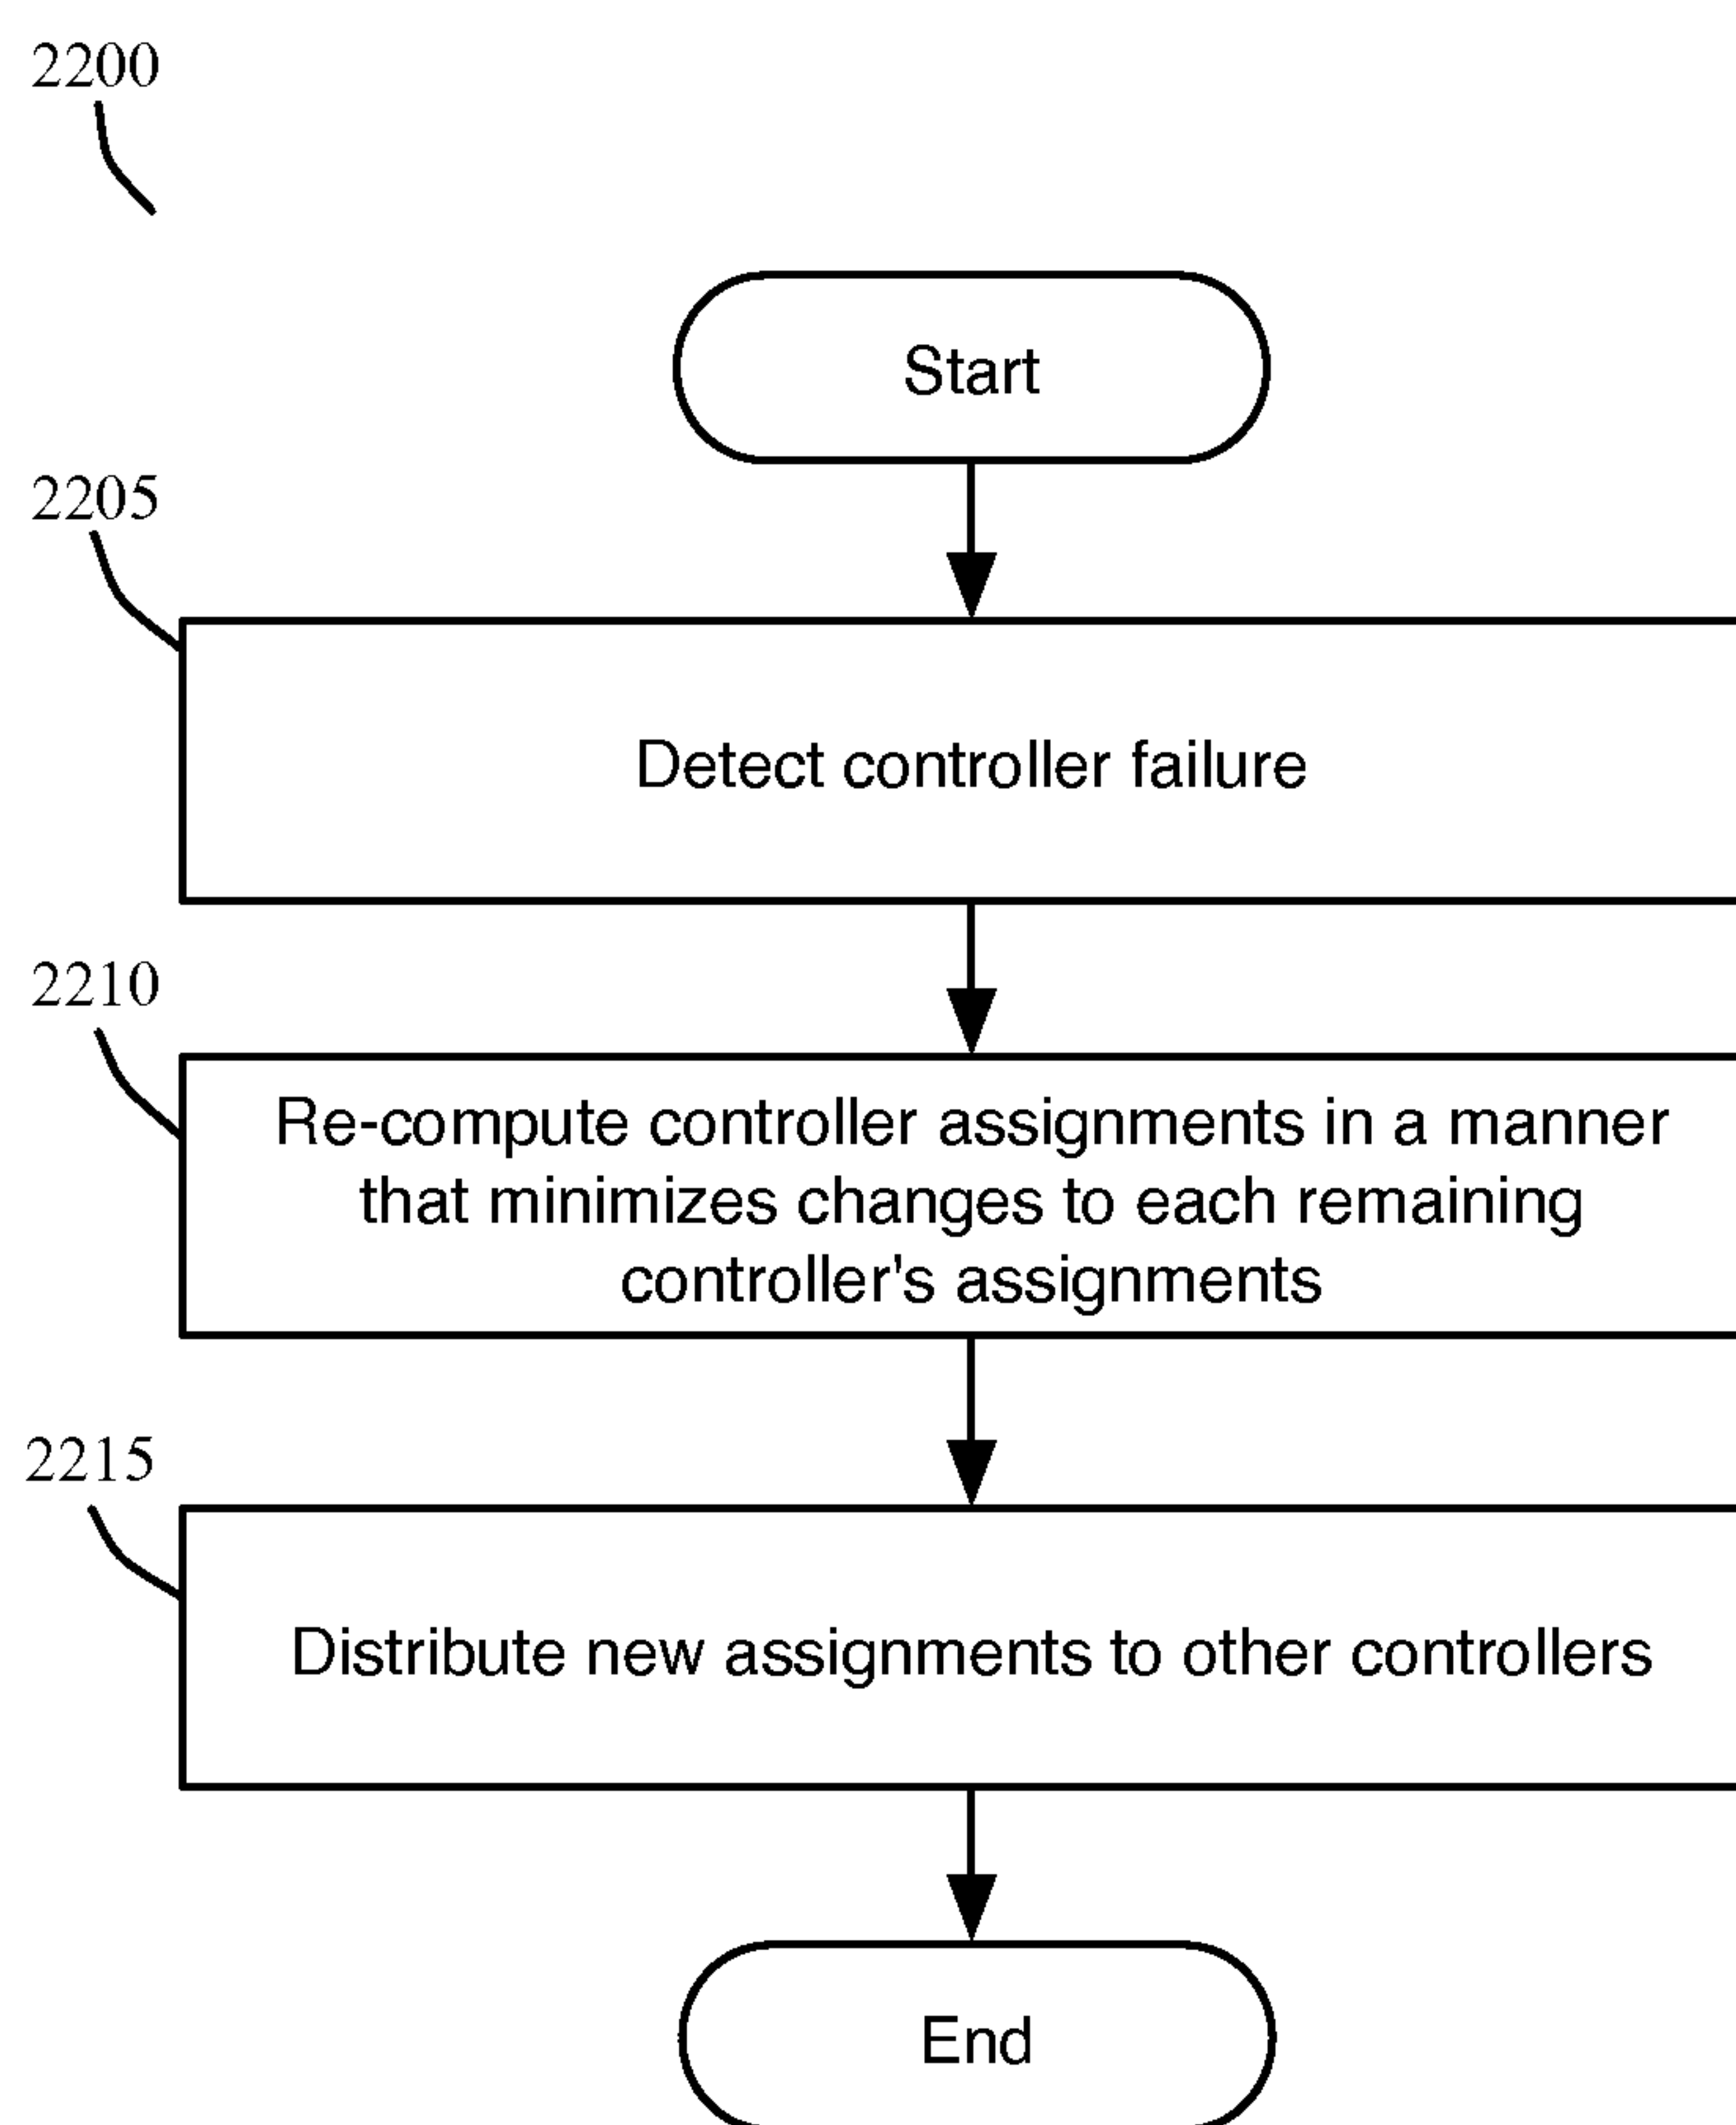 2200
Start
2205
Detect controller failure
2210
Re-compute controller assignments in a manner
that minimizes changes to each remaining
controller's assignments
2215
Distribute new assignments to other controllers
End